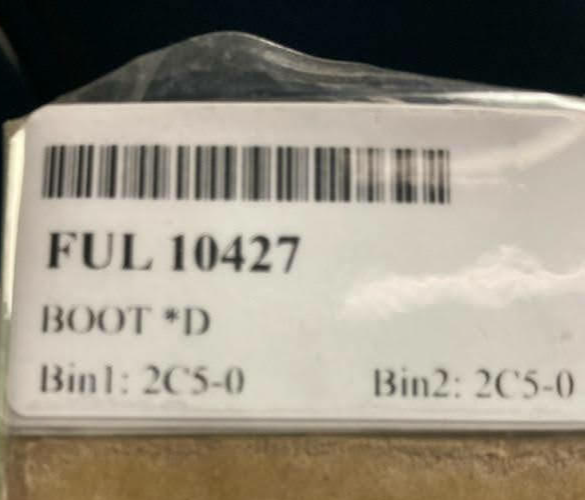 FUL 10427
BOOT *D
Bin1: 2C5-0 Bin2: 2C5-0